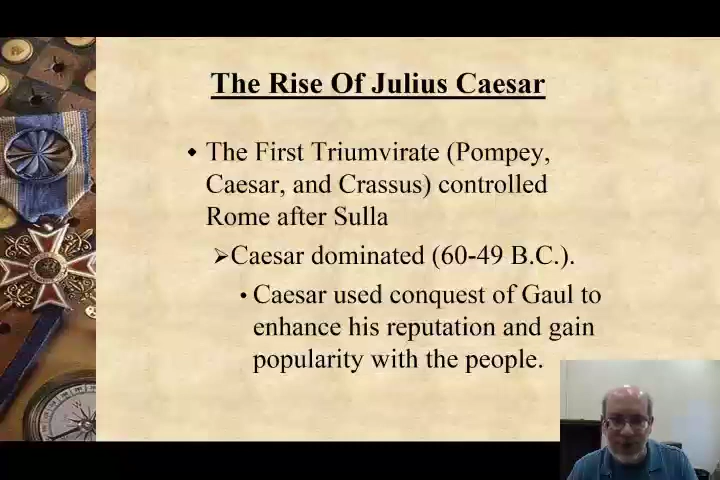 The Rise Of Julius Caesar
The First Triumvirate (Pompey,
Caesar, and Crassus) controlled
Rome after Sulla
Caesar dominated (60-49 B.C.).
Caesar used conquest of Gaul to
enhance his reputation and gain
popularity with the people.